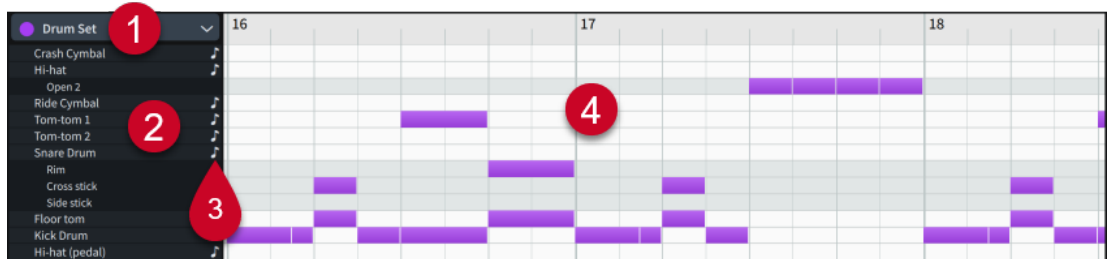 Drum Set 1
16 17 18
Crash Cymbal
Hi-hat
Open 2
Ride Cymbal
Tom-tom 1
2
4
Tom-tom 2
Snare Drum
Rim
Cross stick
Side stick
3
Floor tom
Kick Drum
Hi-hat (pedal)